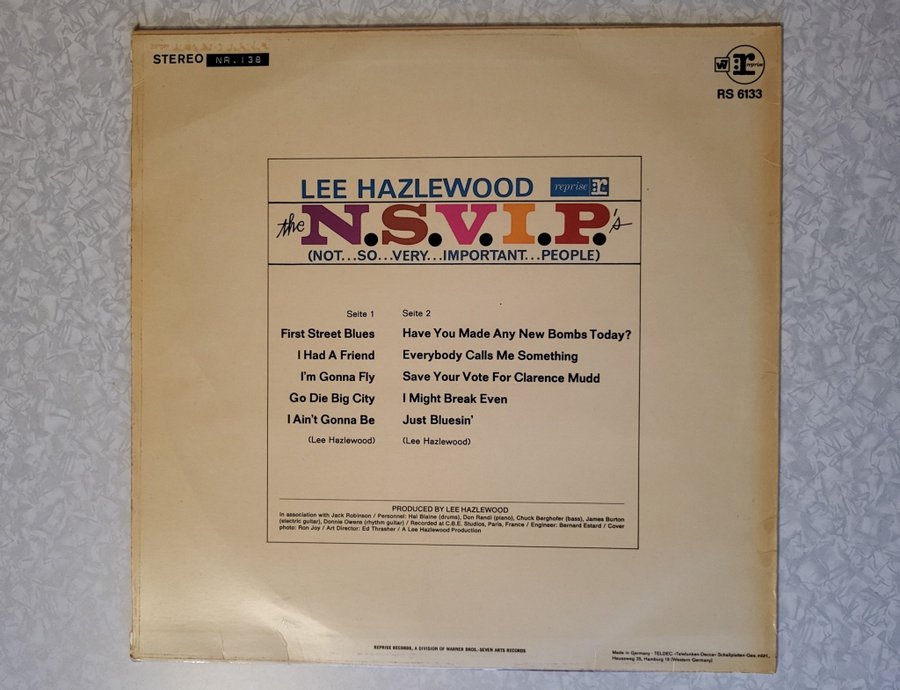 STEREO NR. 138
W r reprise
RS 6133
LEE HAZLEWOOD reprise r:
the N.S.V.I.P.'s
(NOT...SO...VERY...IMPORTANT...PEOPLE)
Seite 1
First Street Blues
I Had A Friend
I'm Gonna Fly
Go Die Big City
I Ain't Gonna Be
(Lee Hazlewood)
Seite 2
Have You Made Any New Bombs Today?
Everybody Calls Me Something
Save Your Vote For Clarence Mudd
I Might Break Even
Just Bluesin'
(Lee Hazlewood)
PRODUCED BY LEE HAZLEWOOD
In association with Jack Robinson / Personnel: Hal Blaine (drums), Don Randi (piano), Chuck Berghofer (bass), James Burton
(electric guitar), Donnie Owens (rhythm guitar) / Recorded at C.B.E. Studios, Paris, France / Engineer: Bernard Estard / Cover
photo: Ron Joy / Art Director: Ed Thrasher / A Lee Hazlewood Production
REPRISE RECORDS, A DIVISION OF WARNER BROS.-SEVEN ARTS RECORDS
Made in Germany · TELDEC »Telefunken-Decca« Schallplatten-Ges.
Heussweg 25, Hamburg 19 (Western Germany)